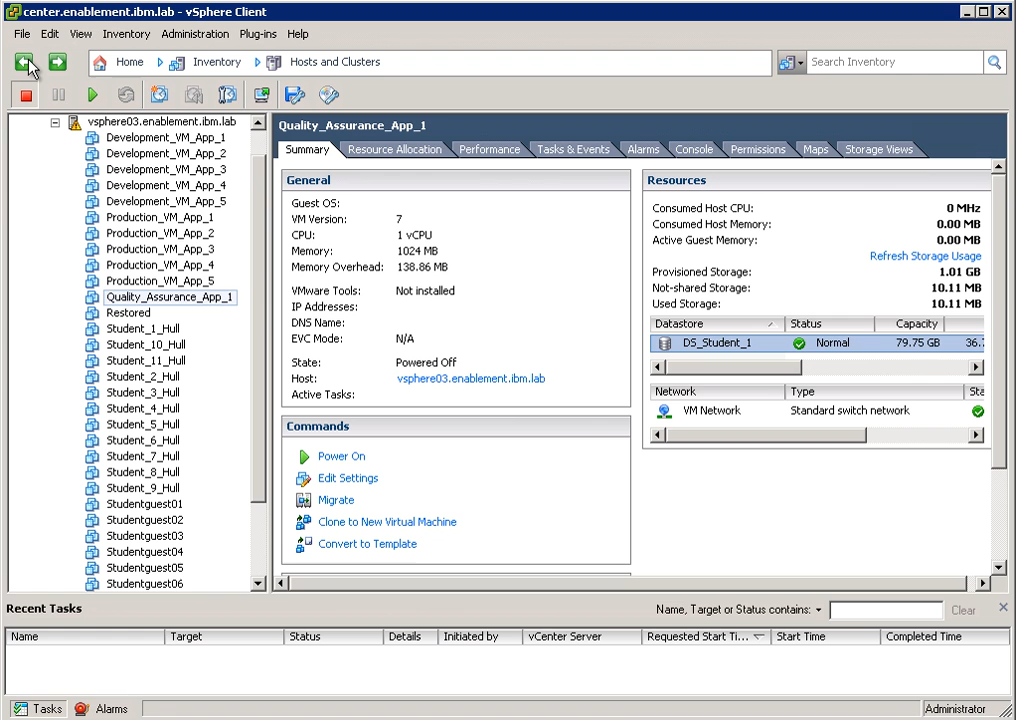 center.enablement.ibm.lab - vSphere Client
File Edit View Inventory Administration Plug-ins Help
Home Inventory Hosts and Clusters Search Inventory
vsphere03.enablement.ibm.lab
Development_VM_App_1
Development_VM_App_2
Development_VM_App_3
Development_VM_App_4
Development_VM_App_5
Production_VM_App_1
Production_VM_App_2
Production_VM_App_3
Production_VM_App_4
Production_VM_App_5
Quality_Assurance_App_1
Restored
Student_1_Hull
Student_10_Hull
Student_11_Hull
Student_2_Hull
Student_3_Hull
Student_4_Hull
Student_5_Hull
Student_6_Hull
Student_7_Hull
Student_8_Hull
Student_9_Hull
Studentguest01
Studentguest02
Studentguest03
Studentguest04
Studentguest05
Studentguest06
Quality_Assurance_App_1
Summary Resource Allocation Performance Tasks & Events Alarms Console Permissions Maps Storage Views
General
Guest OS:
VM Version: 7
CPU: 1 vCPU
Memory: 1024 MB
Memory Overhead: 138.86 MB
VMware Tools: Not installed
IP Addresses:
DNS Name:
EVC Mode: N/A
State: Powered Off
Host: vsphere03.enablement.ibm.lab
Active Tasks:
Commands
Power On
Edit Settings
Migrate
Clone to New Virtual Machine
Convert to Template
Resources
Consumed Host CPU: 0 MHz
Consumed Host Memory: 0.00 MB
Active Guest Memory: 0.00 MB
Refresh Storage Usage
Provisioned Storage: 1.01 GB
Not-shared Storage: 10.11 MB
Used Storage: 10.11 MB
Datastore Status Capacity
DS_Student_1 Normal 79.75 GB 36.7
Network Type Sta
VM Network Standard switch network
Recent Tasks
Name, Target or Status contains: Clear
Name Target Status Details Initiated by vCenter Server Requested Start Ti... Start Time Completed Time
Tasks Alarms Administrator